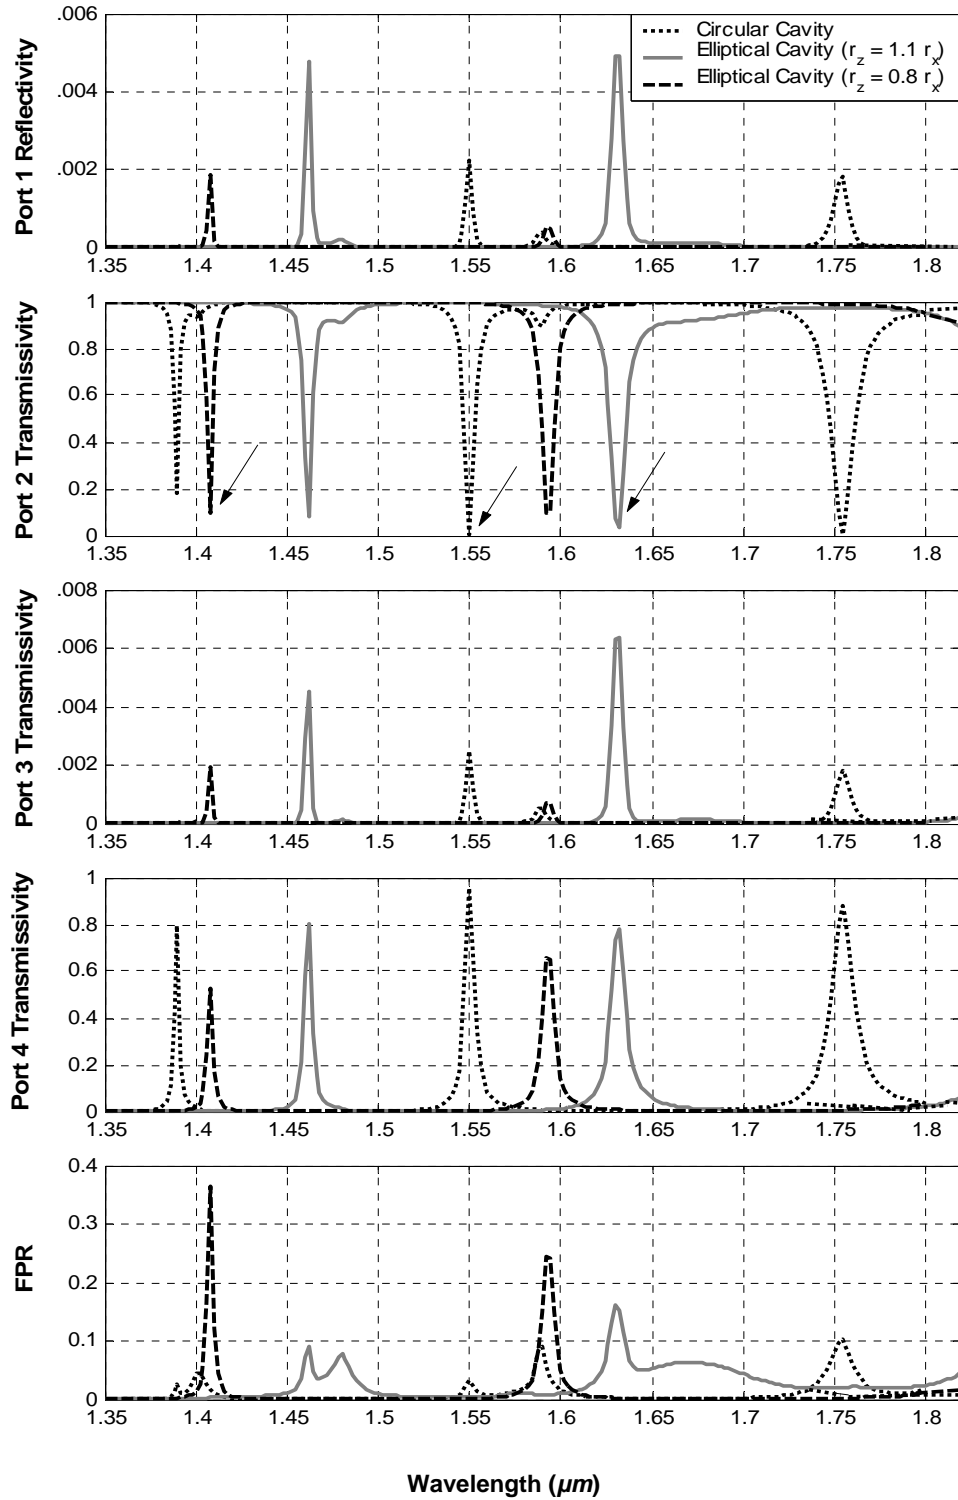 Port 1 Reflectivity
.006
.004
.002
0
Circular Cavity
Elliptical Cavity (r_z = 1.1 r_x)
Elliptical Cavity (r_z = 0.8 r_x)
1.35 1.4 1.45 1.5 1.55 1.6 1.65 1.7 1.75 1.8
Port 2 Transmissivity
1
0.8
0.6
0.4
0.2
0
1.35 1.4 1.45 1.5 1.55 1.6 1.65 1.7 1.75 1.8
Port 3 Transmissivity
.008
.006
.004
.002
0
1.35 1.4 1.45 1.5 1.55 1.6 1.65 1.7 1.75 1.8
Port 4 Transmissivity
1
0.8
0.6
0.4
0.2
0
1.35 1.4 1.45 1.5 1.55 1.6 1.65 1.7 1.75 1.8
FPR
0.4
0.3
0.2
0.1
0
1.35 1.4 1.45 1.5 1.55 1.6 1.65 1.7 1.75 1.8
Wavelength (μm)